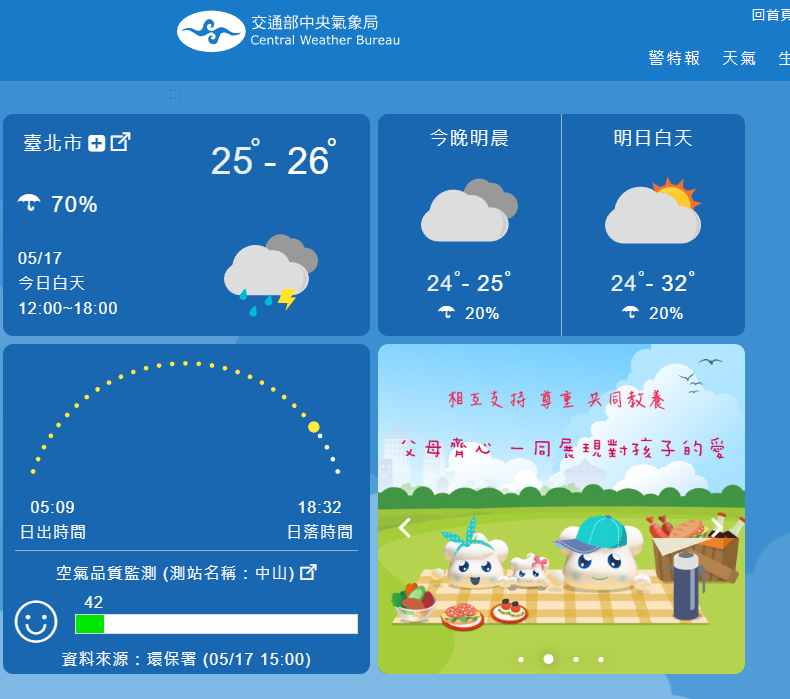 交通部中央氣象局
Central Weather Bureau
回首頁
警特報 天氣
:::
臺北市
25°- 26°
70%
05/17
今日白天
12:00~18:00
今晚明晨
24°- 25°
20%
明日白天
24°- 32°
20%
05:09
日出時間
18:32
日落時間
空氣品質監測 (測站名稱：中山)
42
資料來源：環保署 (05/17 15:00)
相互支持 尊重 共同教養
父母齊心 一同展現對孩子的愛